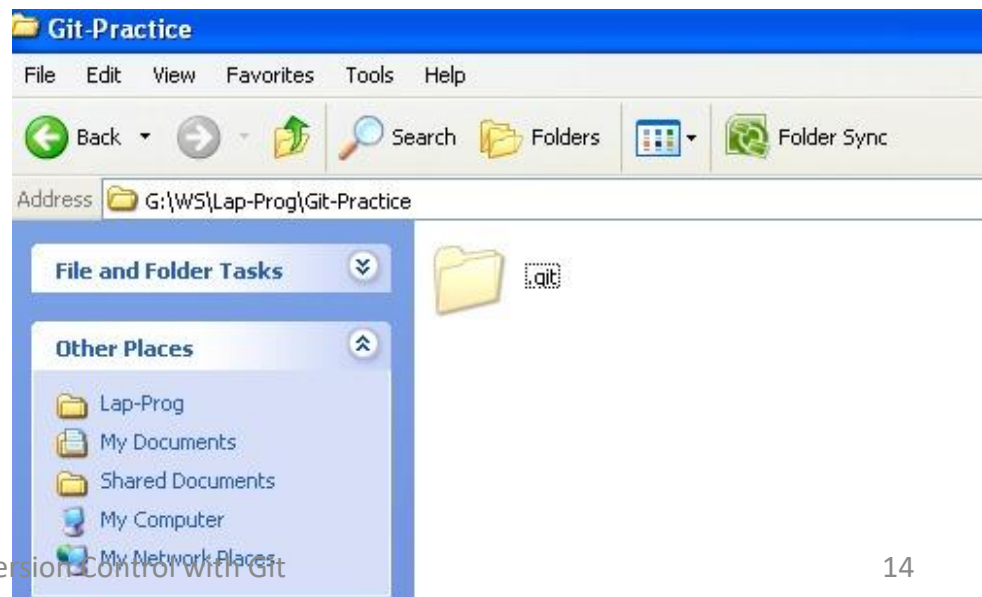 Git-Practice
File Edit View Favorites Tools Help
Back Search Folders Folder Sync
Address G:\WS\Lap-Prog\Git-Practice
File and Folder Tasks
.git
Other Places
Lap-Prog
My Documents
Shared Documents
My Computer
My Network Places
ersion Control with Git 14